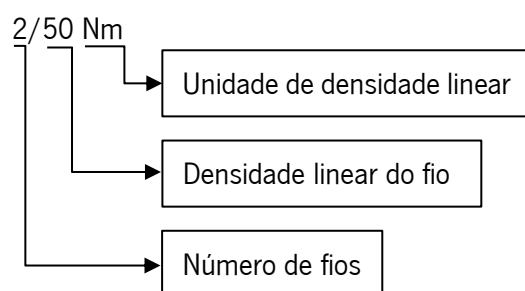 2/50 Nm
Unidade de densidade linear
Densidade linear do fio
Número de fios